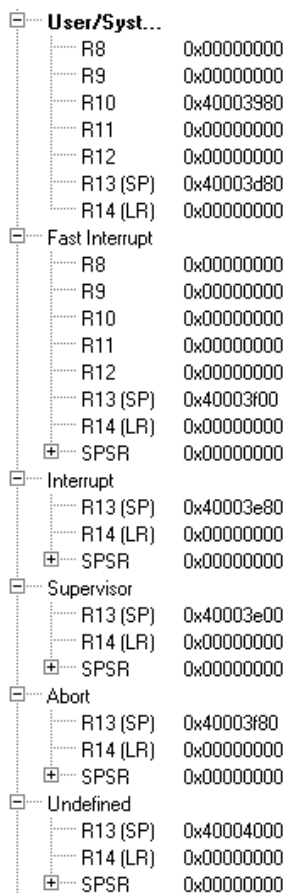 User/Syst...
R8 0x00000000
R9 0x00000000
R10 0x40003980
R11 0x00000000
R12 0x00000000
R13 (SP) 0x40003d80
R14 (LR) 0x00000000
Fast Interrupt
R8 0x00000000
R9 0x00000000
R10 0x00000000
R11 0x00000000
R12 0x00000000
R13 (SP) 0x40003f00
R14 (LR) 0x00000000
SPSR 0x00000000
Interrupt
R13 (SP) 0x40003e80
R14 (LR) 0x00000000
SPSR 0x00000000
Supervisor
R13 (SP) 0x40003e00
R14 (LR) 0x00000000
SPSR 0x00000000
Abort
R13 (SP) 0x40003f80
R14 (LR) 0x00000000
SPSR 0x00000000
Undefined
R13 (SP) 0x40004000
R14 (LR) 0x00000000
SPSR 0x00000000